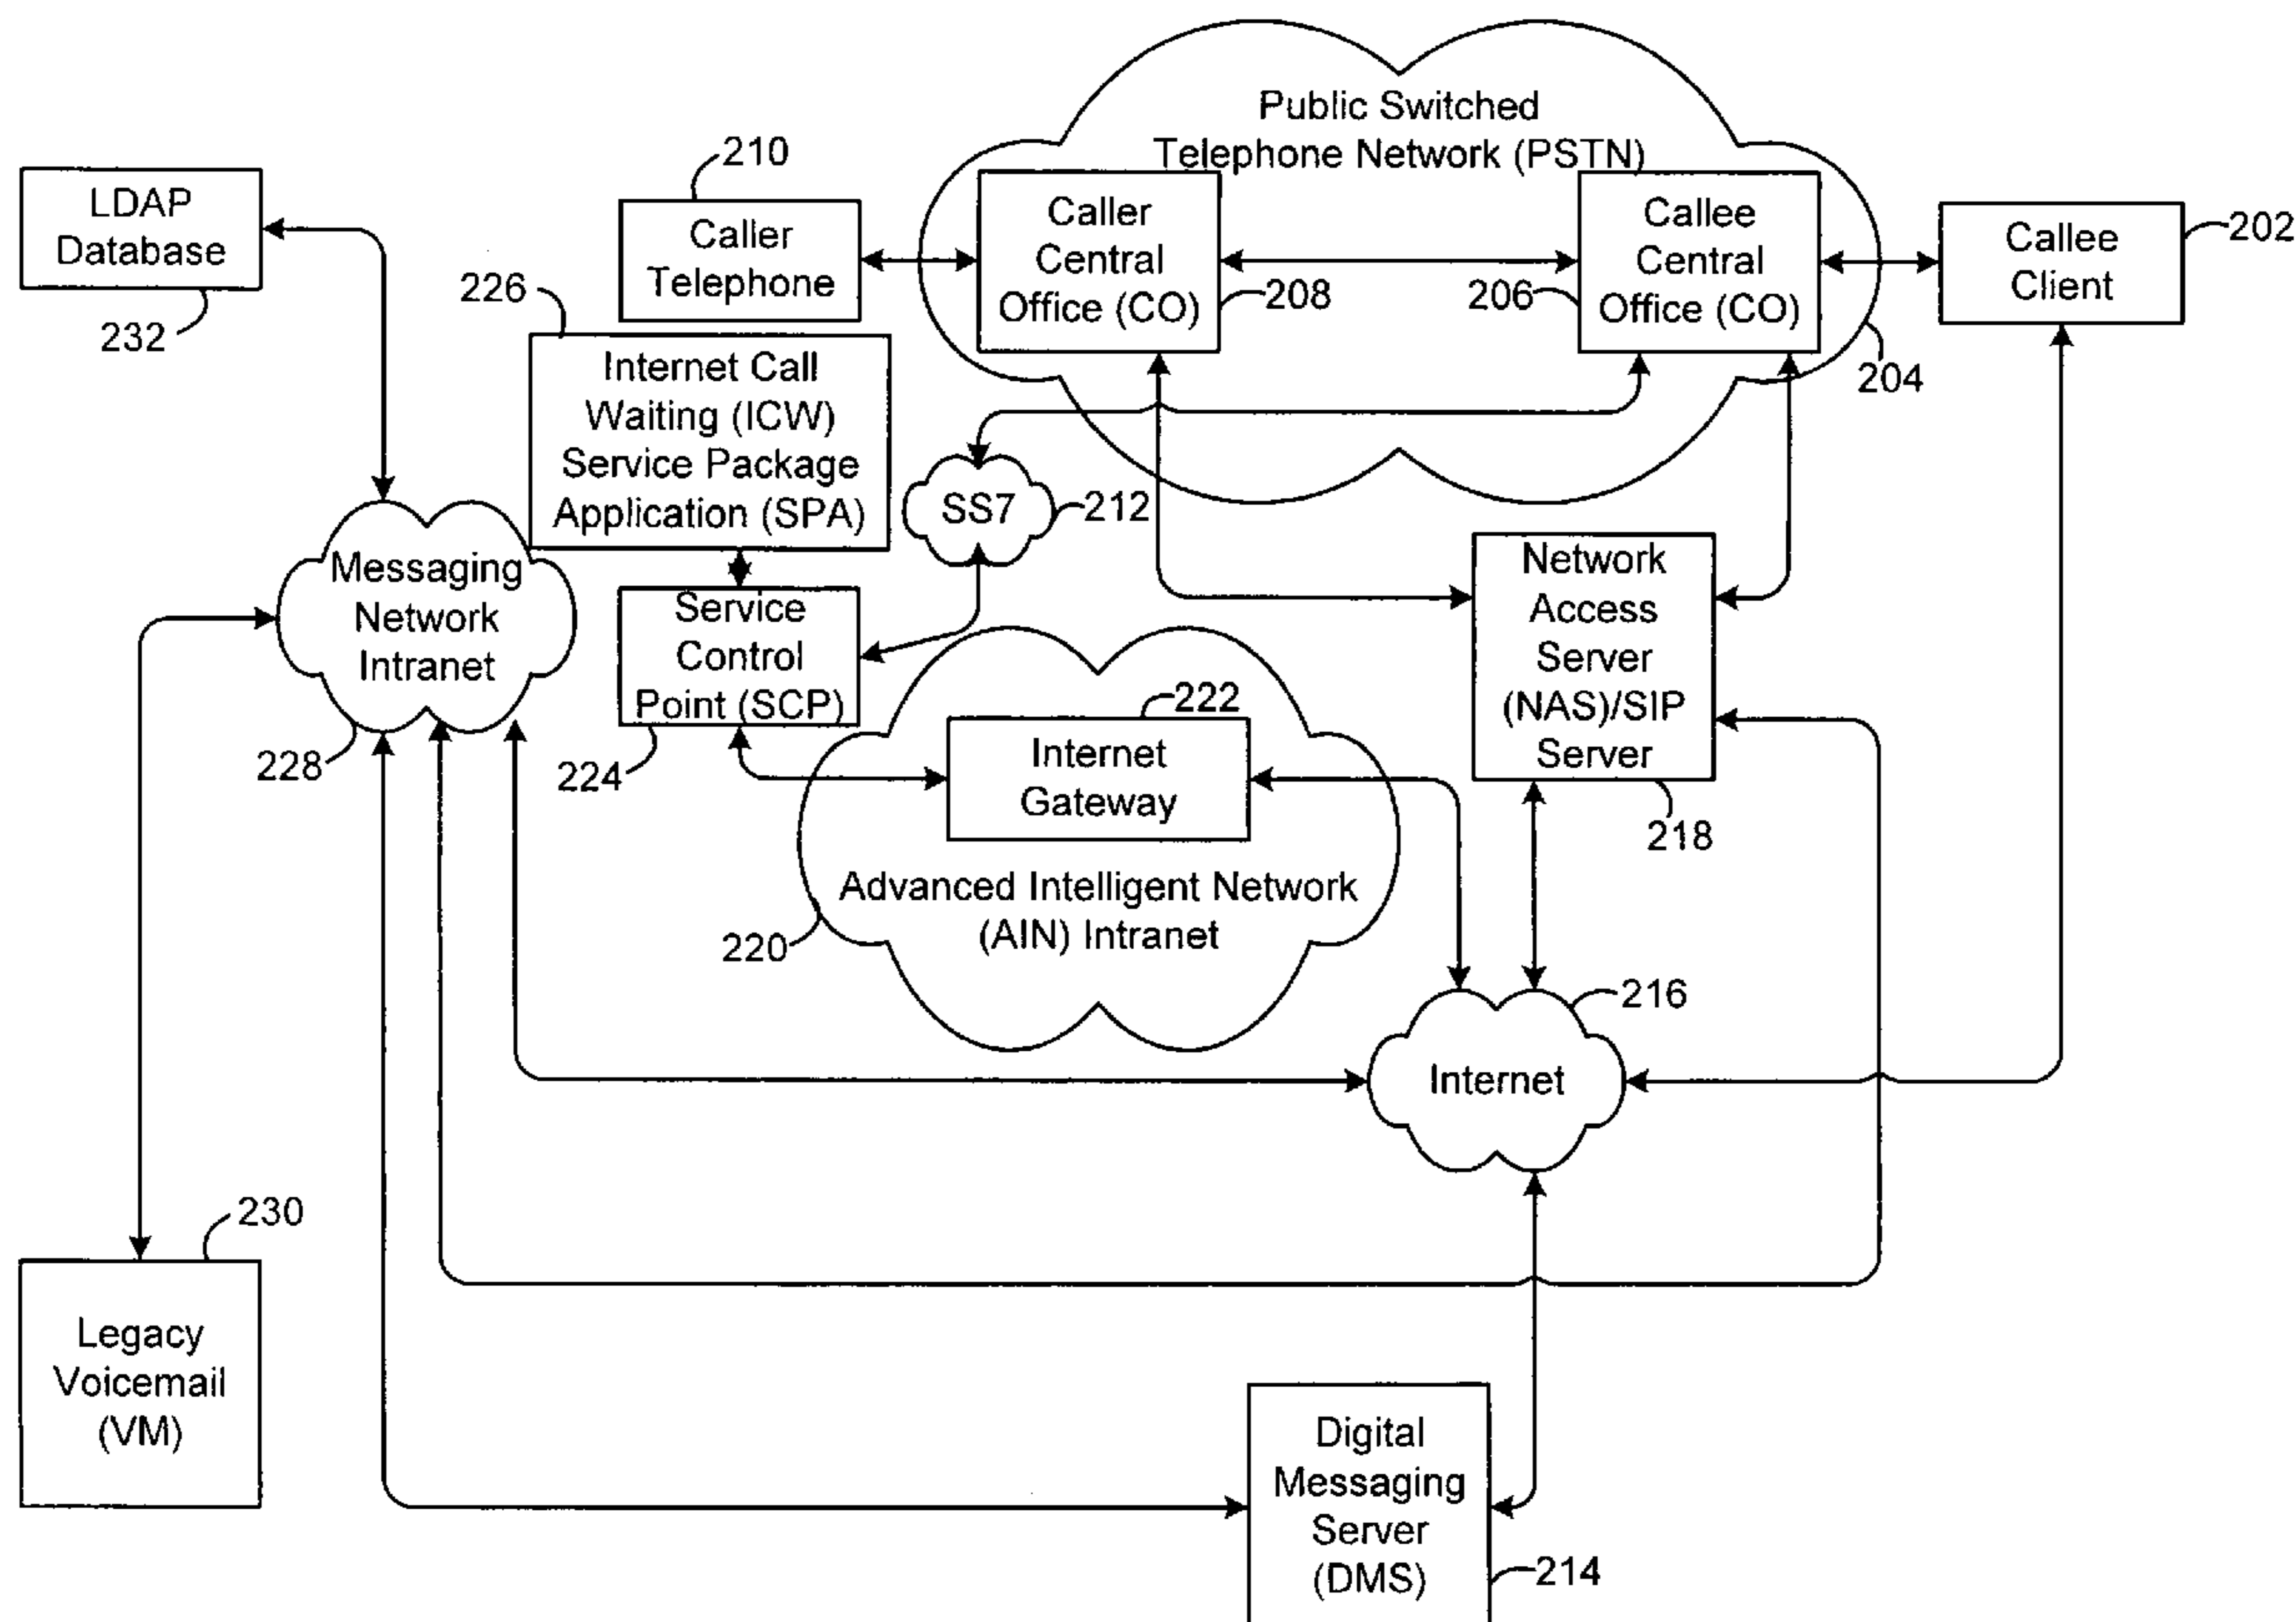 Public Switched
Telephone Network (PSTN)
210
LDAP
Database
232
Caller
Telephone
Caller
Central
Office (CO)
208
Callee
Central
Office (CO)
206
Callee
Client
202
204
226
Internet Call
Waiting (ICW)
Service Package
Application (SPA)
SS7
212
Messaging
Network
Intranet
228
Service
Control
Point (SCP)
224
Network
Access
Server
(NAS)/SIP
Server
218
222
Internet
Gateway
Advanced Intelligent Network
(AIN) Intranet
220
216
Internet
230
Legacy
Voicemail
(VM)
Digital
Messaging
Server
(DMS)
214